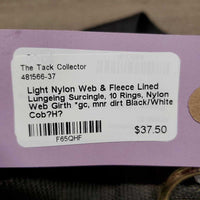 The Tack Collector
481566-37
Light Nylon Web & Fleece Lined
Lungeing Surcingle, 10 Rings, Nylon
Web Girth *gc, mnr dirt Black/White
Cob?H?
F65QHF
$37.50